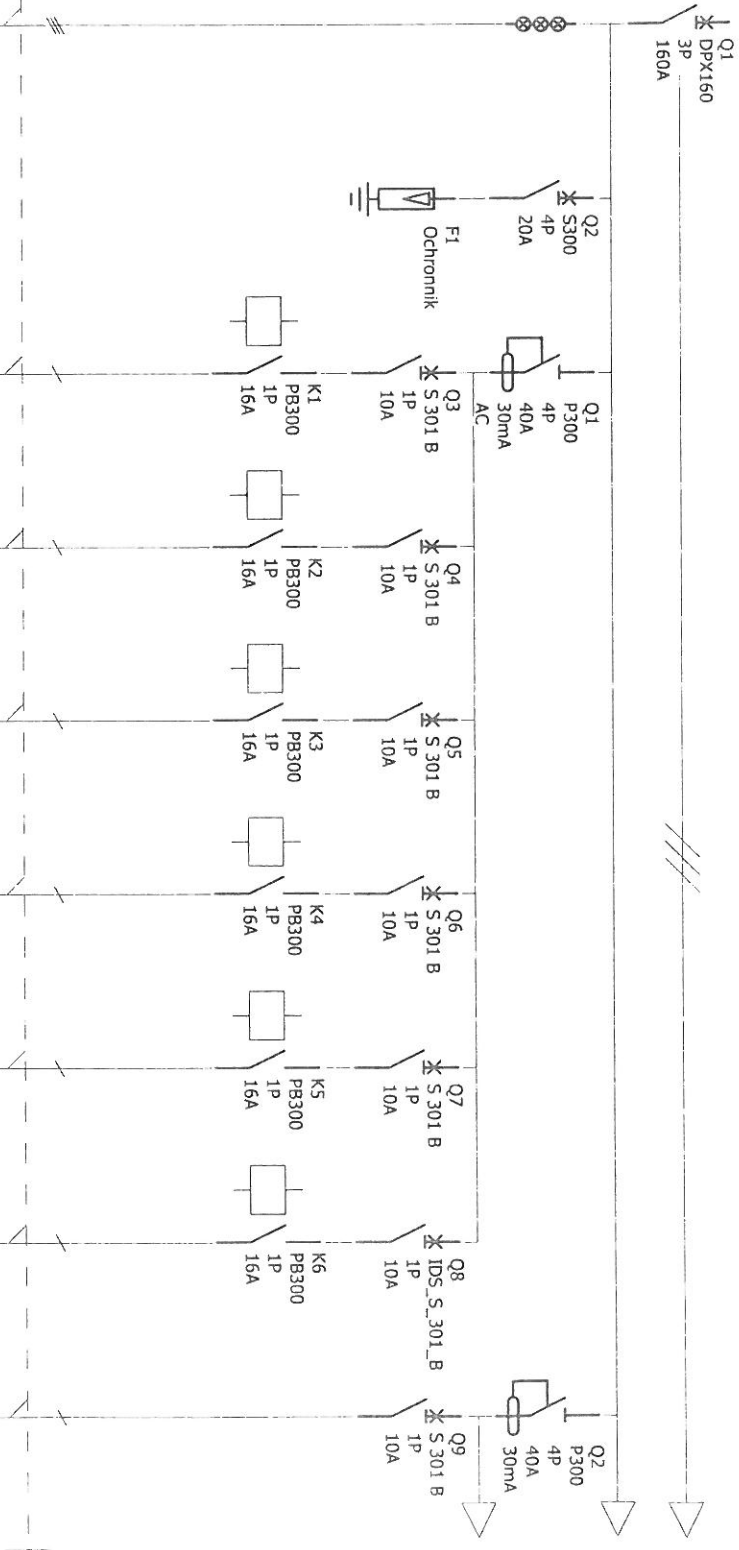 Q1
DPX160
3P
160A
Q2
S300
4P
20A
F1
Ochronnik
Q1
P300
4P
40A
30mA
AC
Q3
S 301 B
1P
10A
K1
PB300
1P
16A
Q4
S 301 B
1P
10A
K2
PB300
1P
16A
Q5
S 301 B
1P
10A
K3
PB300
1P
16A
Q6
S 301 B
1P
10A
K4
PB300
1P
16A
Q7
S 301 B
1P
10A
K5
PB300
1P
16A
Q8
IDS_S_301_B
1P
10A
K6
PB300
1P
16A
Q2
P300
4P
40A
30mA
Q9
S 301 B
1P
10A